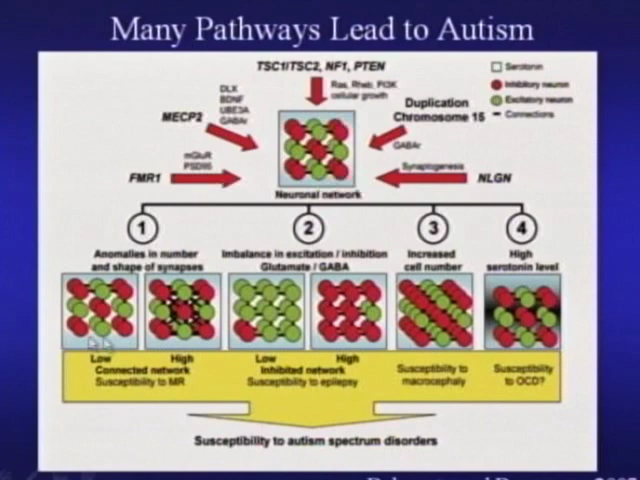 Many Pathways Lead to Autism
TSC1/TSC2, NF1, PTEN
Serotonin
Inhibitory neuron
Excitatory neuron
Connections
Ras, Rheb, PI3K
cellular growth
DLX
BDNF
UBE3A
GABAr
MECP2
Duplication
Chromosome 15
GABAr
mGluR
PSD95
FMR1
Synaptogenesis
NLGN
Neuronal network
1
2
3
4
Anomalies in number
and shape of synapses
Imbalance in excitation / inhibition
Glutamate / GABA
Increased
cell number
High
serotonin level
Low
High
Connected network
Susceptibility to MR
Low
High
Inhibited network
Susceptibility to epilepsy
Susceptibility to
macrocephaly
Susceptibility
to OCD?
Susceptibility to autism spectrum disorders